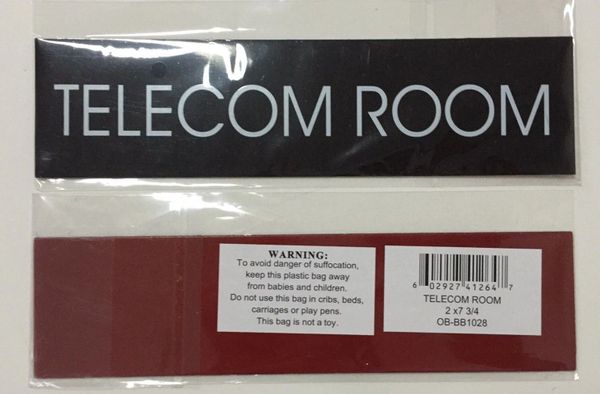 TELECOM ROOM
WARNING:
To avoid danger of suffocation,
keep this plastic bag away
from babies and children.
Do not use this bag in cribs, beds,
carriages or play pens.
This bag is not a toy.
6 02927 41264 7
TELECOM ROOM
2 x7 3/4
OB-BB1028